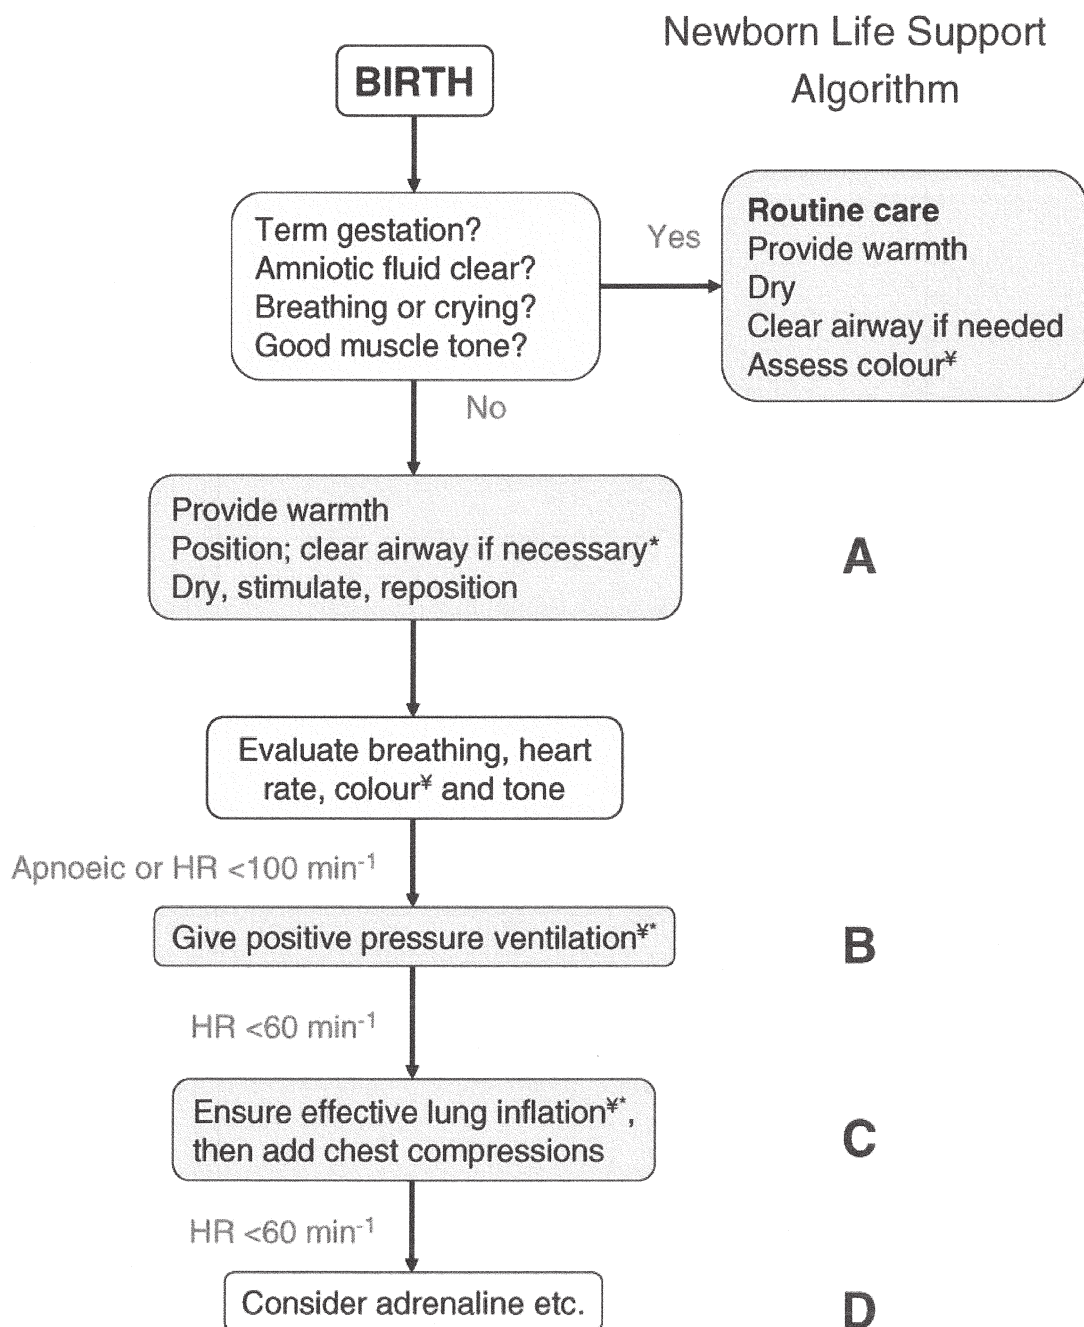 Newborn Life Support
Algorithm
BIRTH
Term gestation?
Amniotic fluid clear?
Breathing or crying?
Good muscle tone?
Yes
Routine care
Provide warmth
Dry
Clear airway if needed
Assess colour¥
No
Provide warmth
Position; clear airway if necessary*
Dry, stimulate, reposition
A
Evaluate breathing, heart
rate, colour¥ and tone
Apnoeic or HR <100 min-1
Give positive pressure ventilation¥*
B
HR <60 min-1
Ensure effective lung inflation¥*,
then add chest compressions
C
HR <60 min-1
Consider adrenaline etc.
D